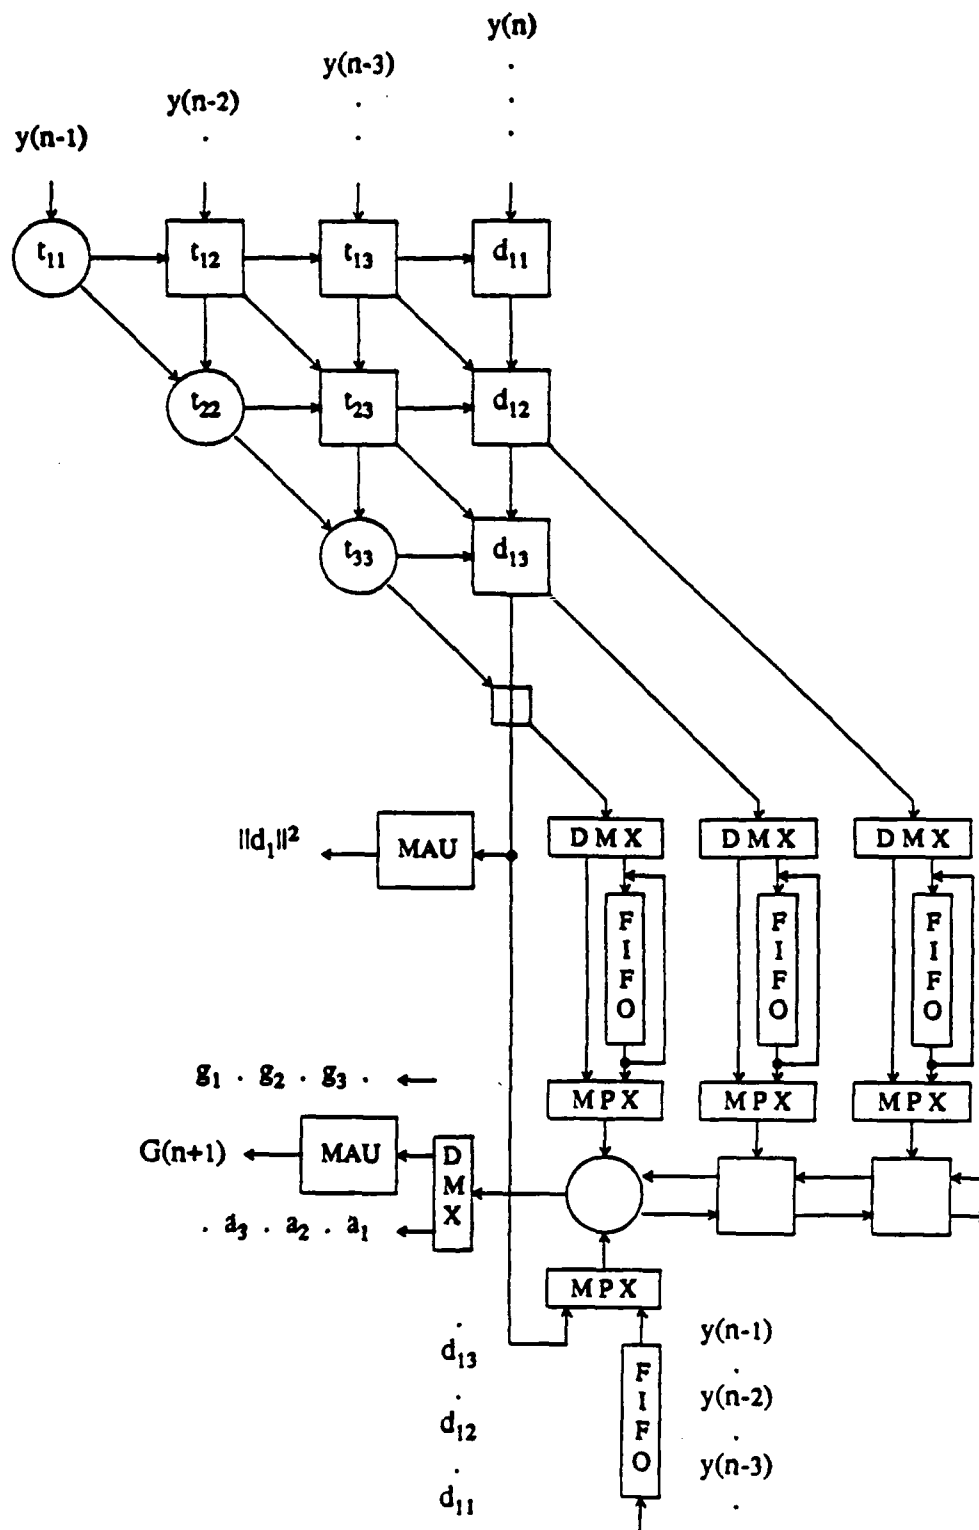 y(n)
y(n-3)
y(n-2)
y(n-1)
t11 t12 t13 d11
t22 t23 d12
t33 d13
||d1||² MAU DMX DMX DMX
FIFO FIFO FIFO
g1 . g2 . g3 . MPX MPX MPX
G(n+1) MAU DMX
. a3 . a2 . a1
MPX
. d13 . d12 . d11
FIFO
y(n-1) . y(n-2) . y(n-3) .